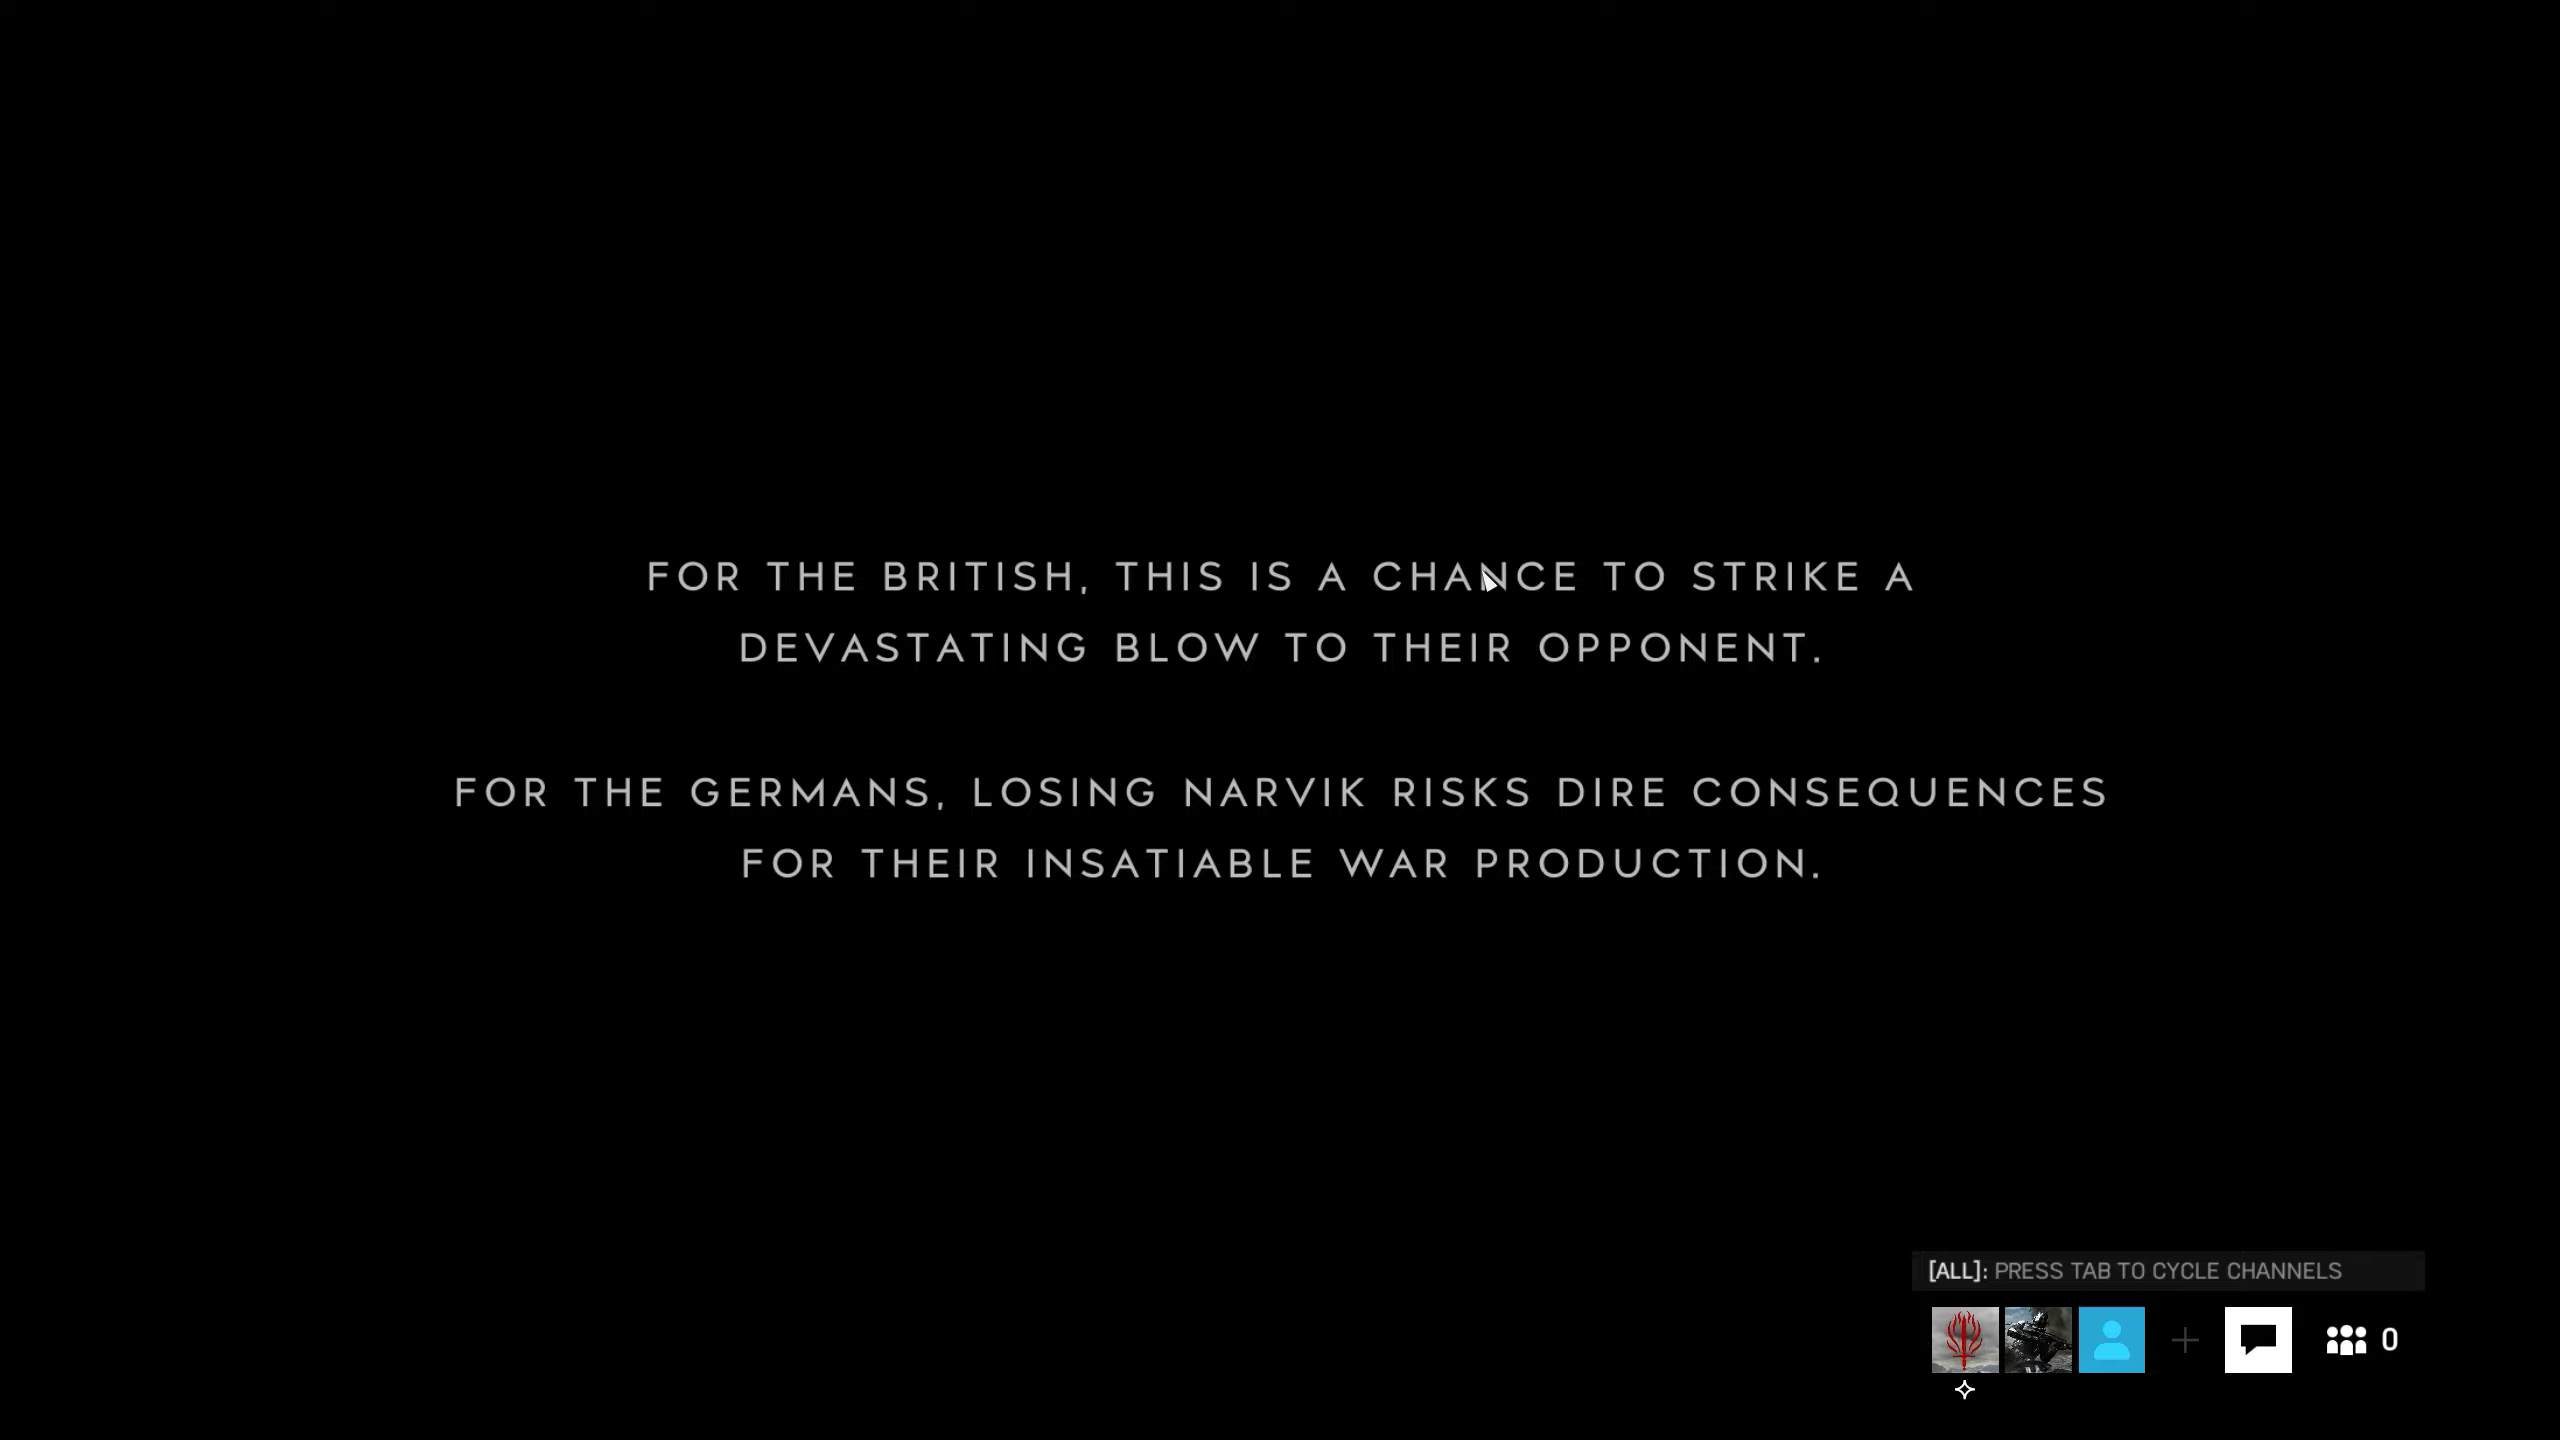 FOR THE BRITISH, THIS IS A CHANCE TO STRIKE A
DEVASTATING BLOW TO THEIR OPPONENT.
FOR THE GERMANS, LOSING NARVIK RISKS DIRE CONSEQUENCES
FOR THEIR INSATIABLE WAR PRODUCTION.
[ALL]: PRESS TAB TO CYCLE CHANNELS
0